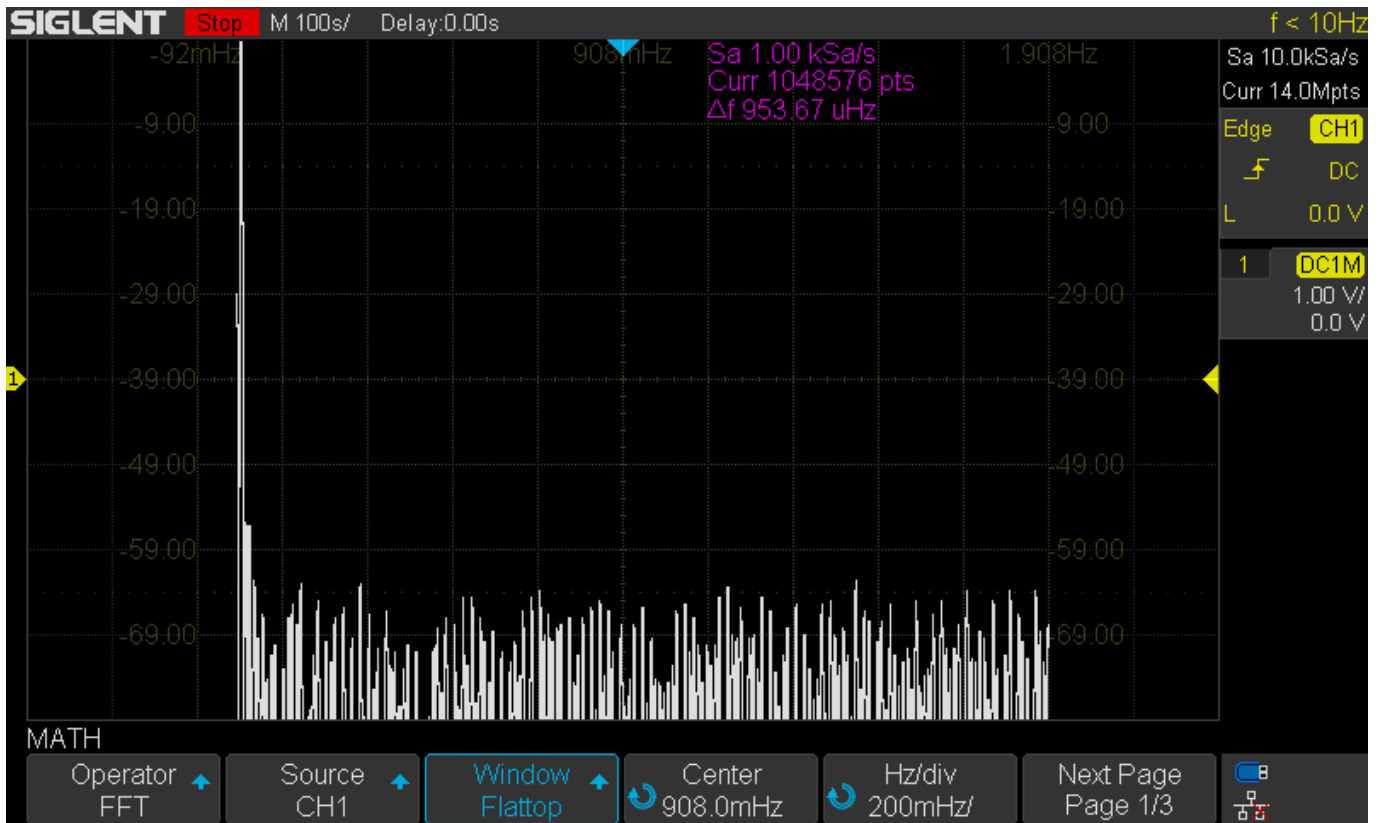 SIGLENT Stop M 100s/ Delay:0.00s f < 10Hz
-92mHz 908mHz 1.908Hz
Sa 1.00 kSa/s
Curr 1048576 pts
Δf 953.67 uHz
Sa 10.0kSa/s
Curr 14.0Mpts
Edge CH1
DC
L 0.0 V
1 DC1M
1.00 V/
0.0 V
-9.00 -9.00
-19.00 -19.00
-29.00 -29.00
1 -39.00 -39.00
-49.00 -49.00
-59.00 -59.00
-69.00 -69.00
MATH
Operator Source Window Center Hz/div Next Page
FFT CH1 Flattop 908.0mHz 200mHz/ Page 1/3